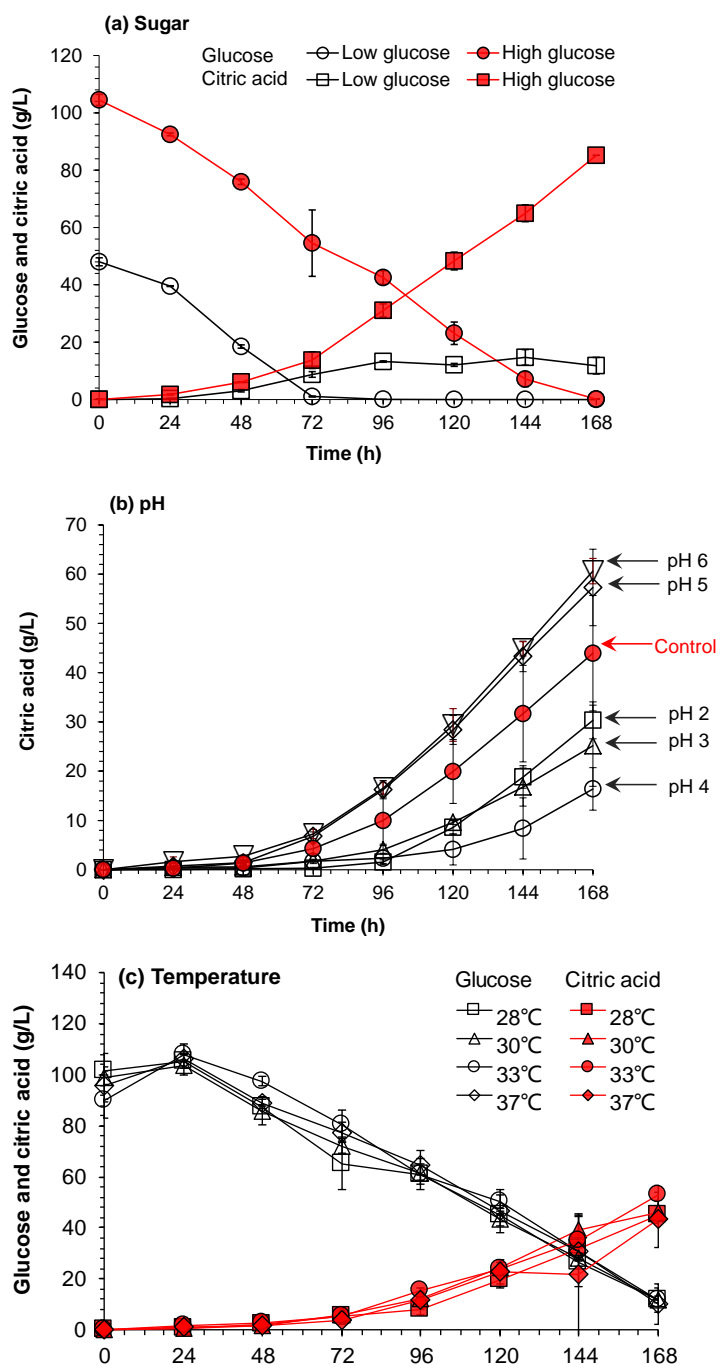 (a) Sugar
Glucose Low glucose High glucose
Citric acid Low glucose High glucose
Glucose and citric acid (g/L)
120
100
80
60
40
20
0
0 24 48 72 96 120 144 168
Time (h)
(b) pH
Citric acid (g/L)
70
60
50
40
30
20
10
0
pH 6
pH 5
Control
pH 2
pH 3
pH 4
0 24 48 72 96 120 144 168
Time (h)
(c) Temperature
Glucose and citric acid (g/L)
140
120
100
80
60
40
20
0
Glucose Citric acid
28℃ 28℃
30℃ 30℃
33℃ 33℃
37℃ 37℃
0 24 48 72 96 120 144 168